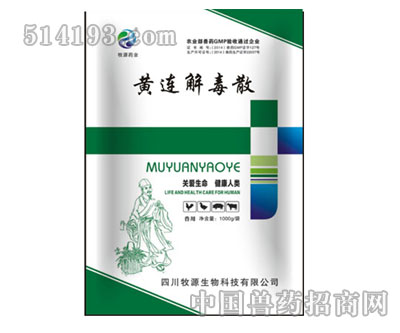 514193.com
牧源药业
农业部兽药GMP验收通过企业
黄连解毒散
MUYUANYAOYE
关爱生命 健康人类
LIFE AND HEALTH CARE FOR HUMAN
兽用 净含量：1000g/袋
四川牧源生物科技有限公司
中国兽药招商网